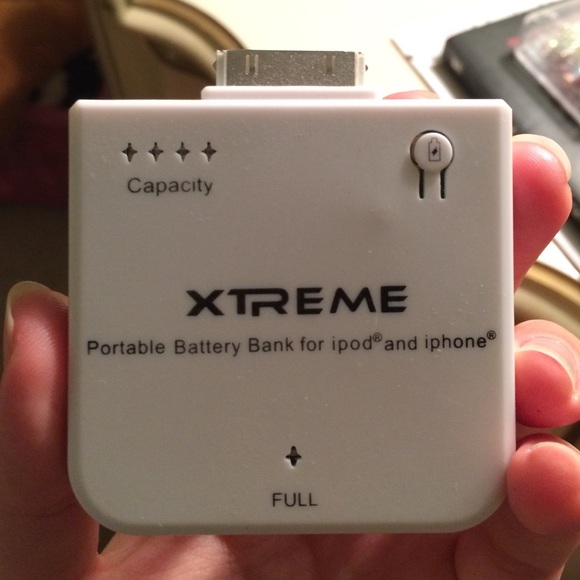 Capacity
XTREME
Portable Battery Bank for ipod® and iphone®
FULL